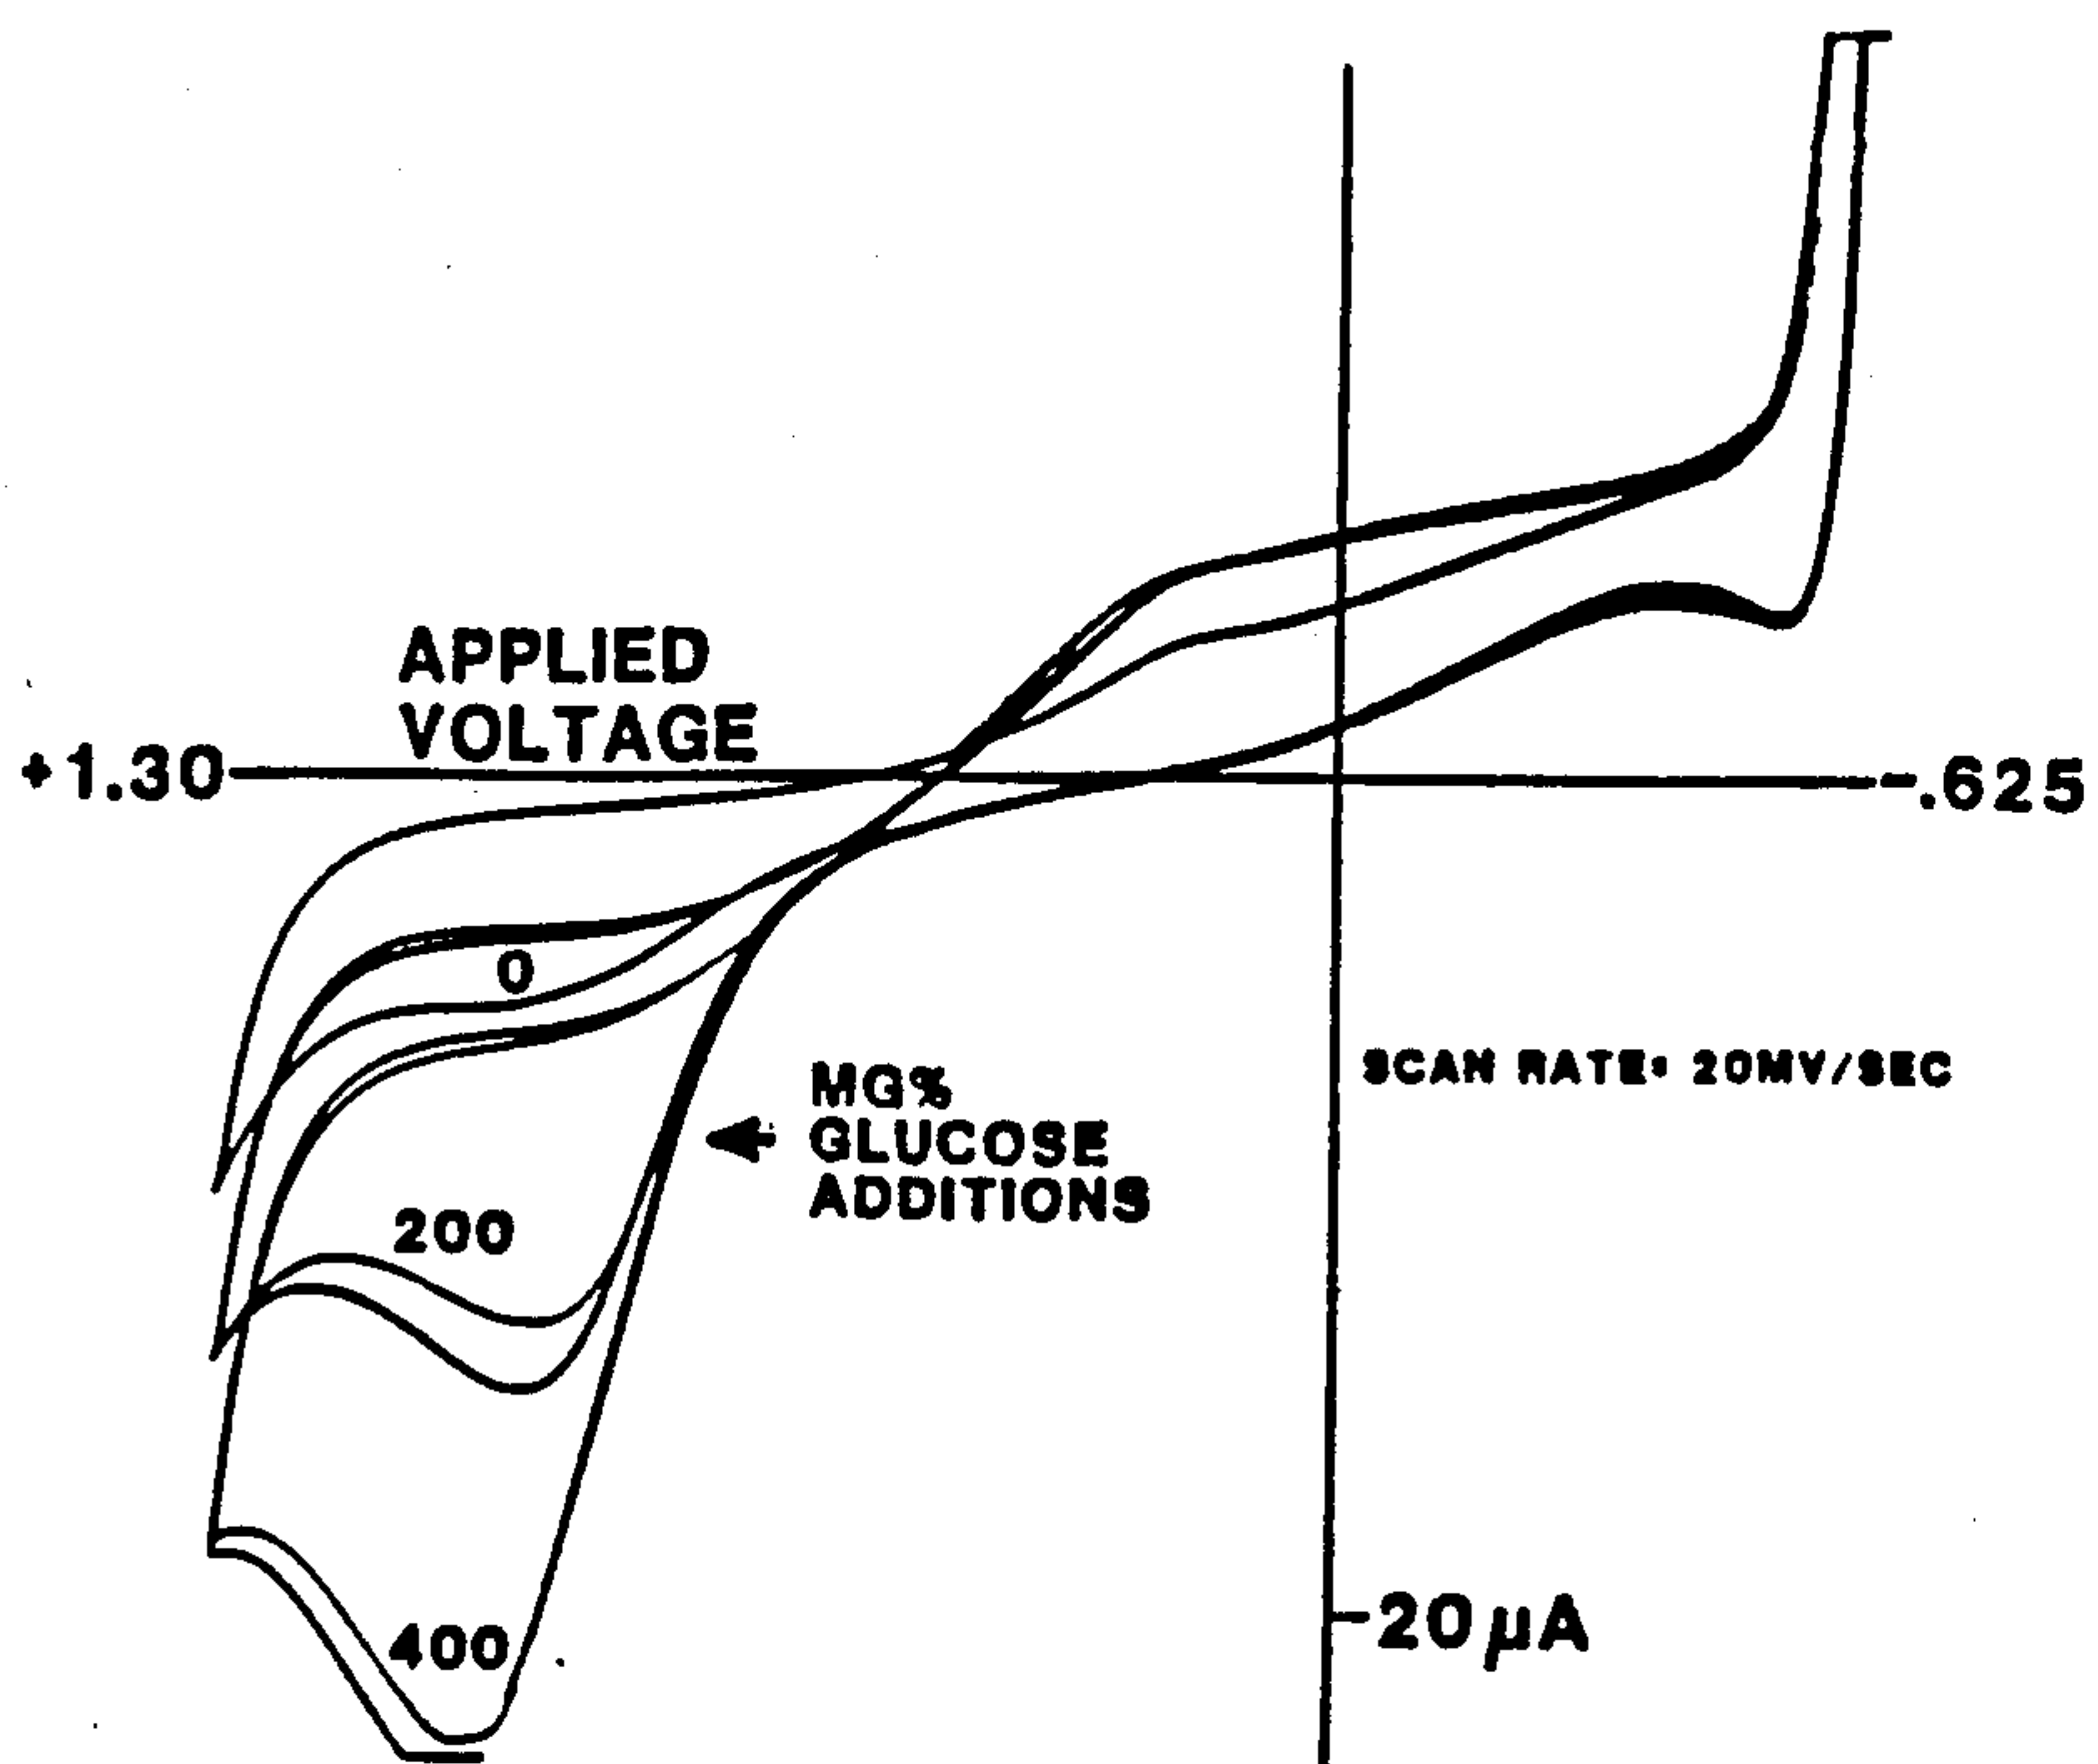 APPLIED
VOLTAGE
+1.30
-.625
0
SCAN RATE: 20MV/SEC
MG%
GLUCOSE
ADDITIONS
200
20µA
400